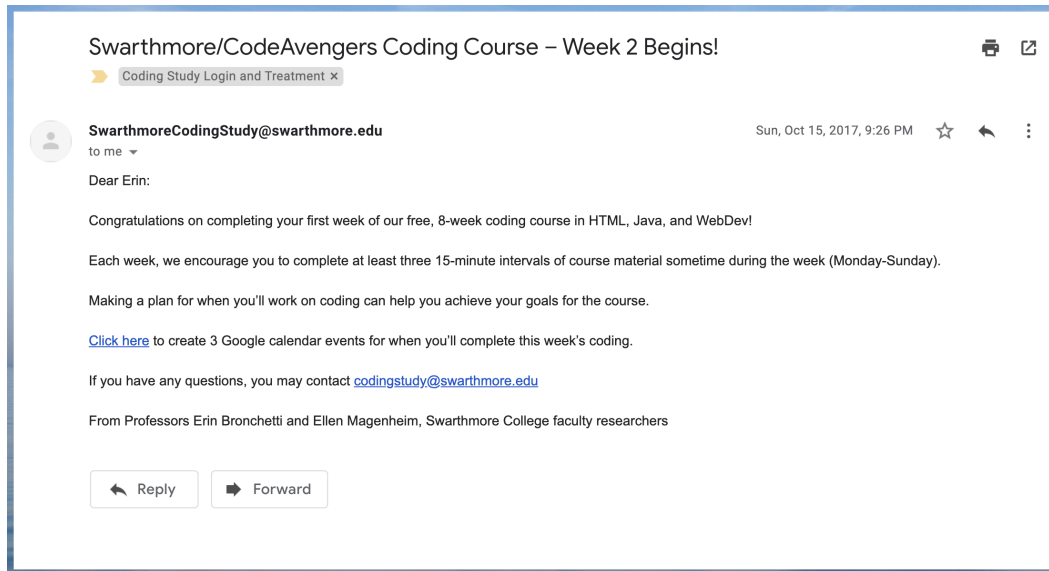 Swarthmore/CodeAvengers Coding Course – Week 2 Begins!
Coding Study Login and Treatment ×
SwarthmoreCodingStudy@swarthmore.edu
Sun, Oct 15, 2017, 9:26 PM
to me
Dear Erin:
Congratulations on completing your first week of our free, 8-week coding course in HTML, Java, and WebDev!
Each week, we encourage you to complete at least three 15-minute intervals of course material sometime during the week (Monday-Sunday).
Making a plan for when you’ll work on coding can help you achieve your goals for the course.
Click here to create 3 Google calendar events for when you’ll complete this week’s coding.
If you have any questions, you may contact codingstudy@swarthmore.edu
From Professors Erin Bronchetti and Ellen Magenheim, Swarthmore College faculty researchers
Reply
Forward